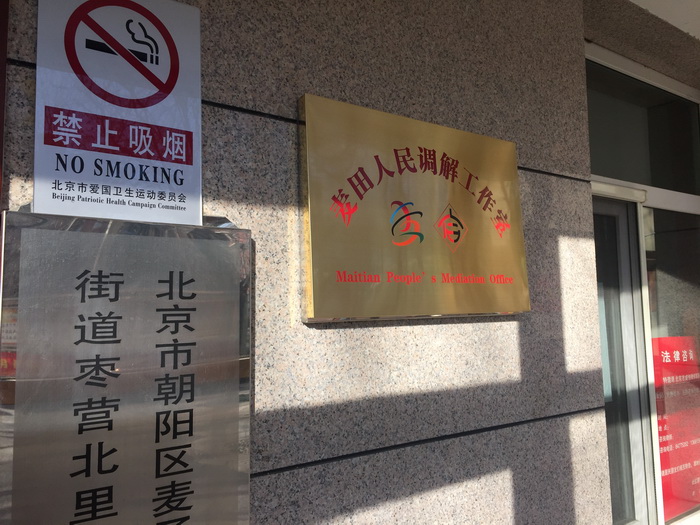 禁止吸烟
NO SMOKING
北京市爱国卫生运动委员会
Beijing Patriotic Health Campaign Committee
北京市朝阳区麦子
街道枣营北里
麦田人民调解工作室
Maitian People's Mediation Office
法律咨询